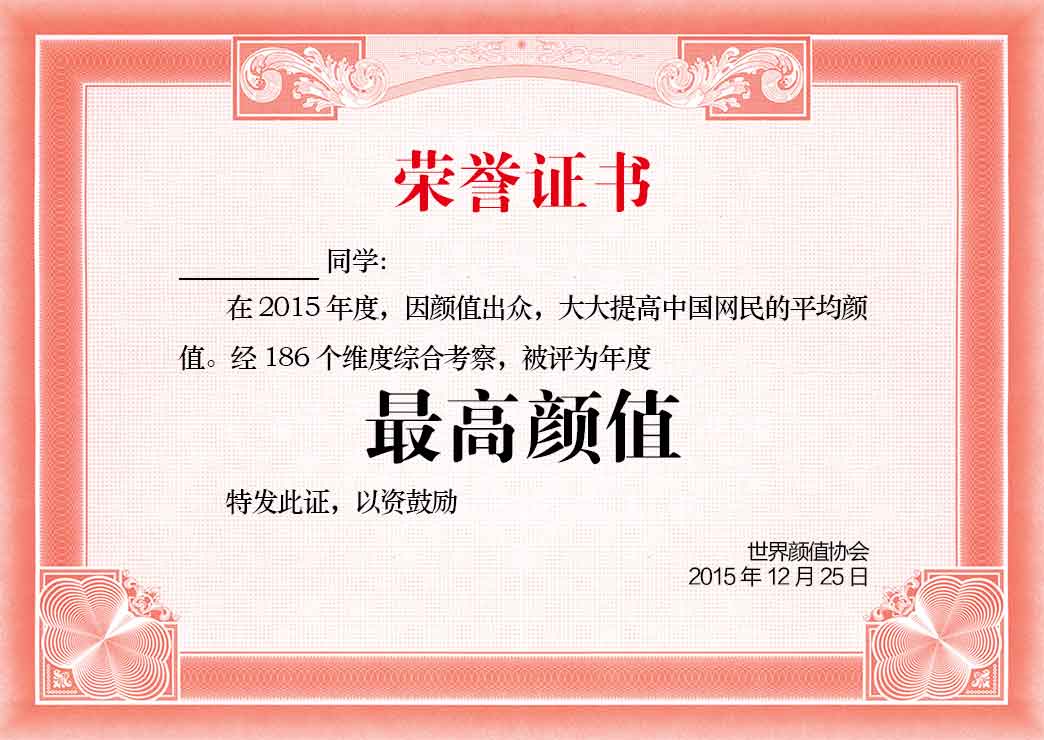 荣誉证书
同学:
在 2015 年度，因颜值出众，大大提高中国网民的平均颜
值。经 186 个维度综合考察，被评为年度
最高颜值
特发此证，以资鼓励
世界颜值协会
2015 年 12 月 25 日